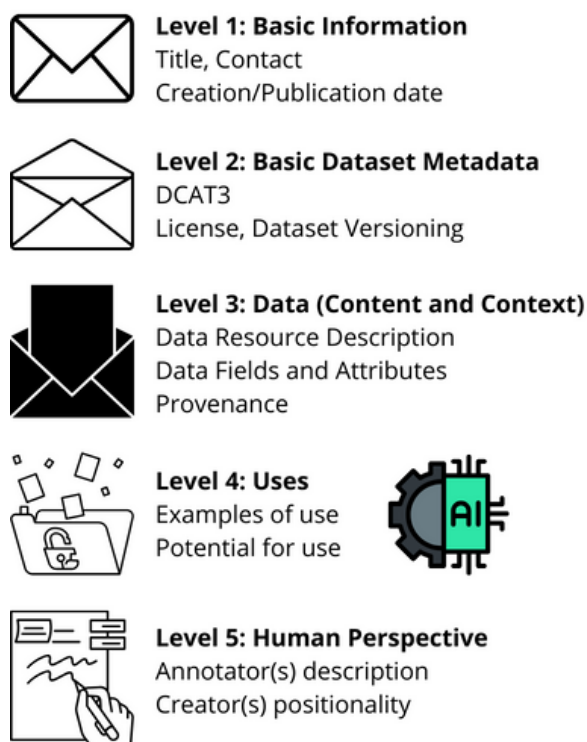 Level 1: Basic Information
Title, Contact
Creation/Publication date
Level 2: Basic Dataset Metadata
DCAT3
License, Dataset Versioning
Level 3: Data (Content and Context)
Data Resource Description
Data Fields and Attributes
Provenance
Level 4: Uses
Examples of use
Potential for use
AI
Level 5: Human Perspective
Annotator(s) description
Creator(s) positionality